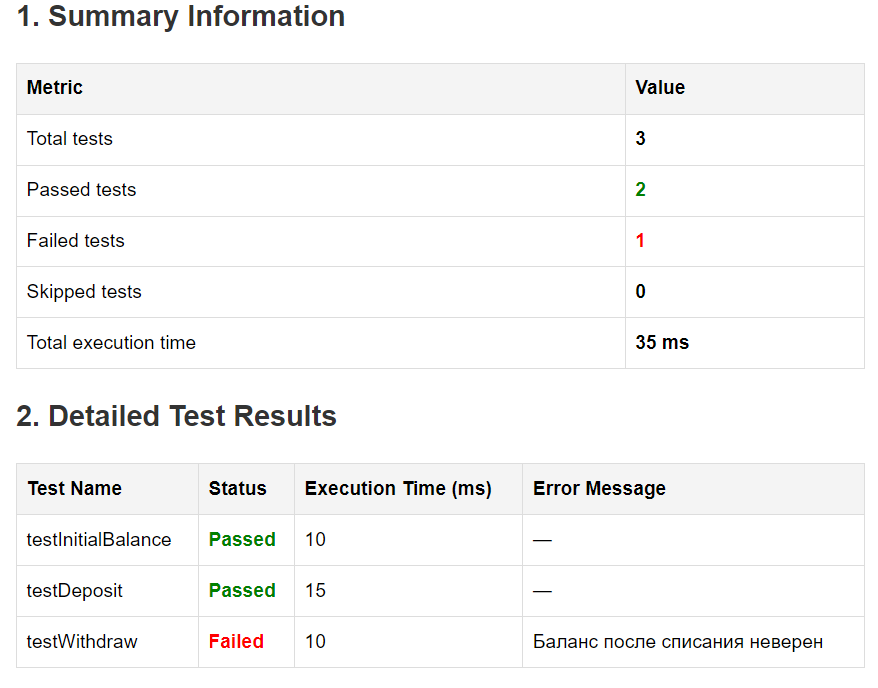 1. Summary Information
Metric Value
Total tests 3
Passed tests 2
Failed tests 1
Skipped tests 0
Total execution time 35 ms
2. Detailed Test Results
Test Name Status Execution Time (ms) Error Message
testInitialBalance Passed 10 —
testDeposit Passed 15 —
testWithdraw Failed 10 Баланс после списания неверен